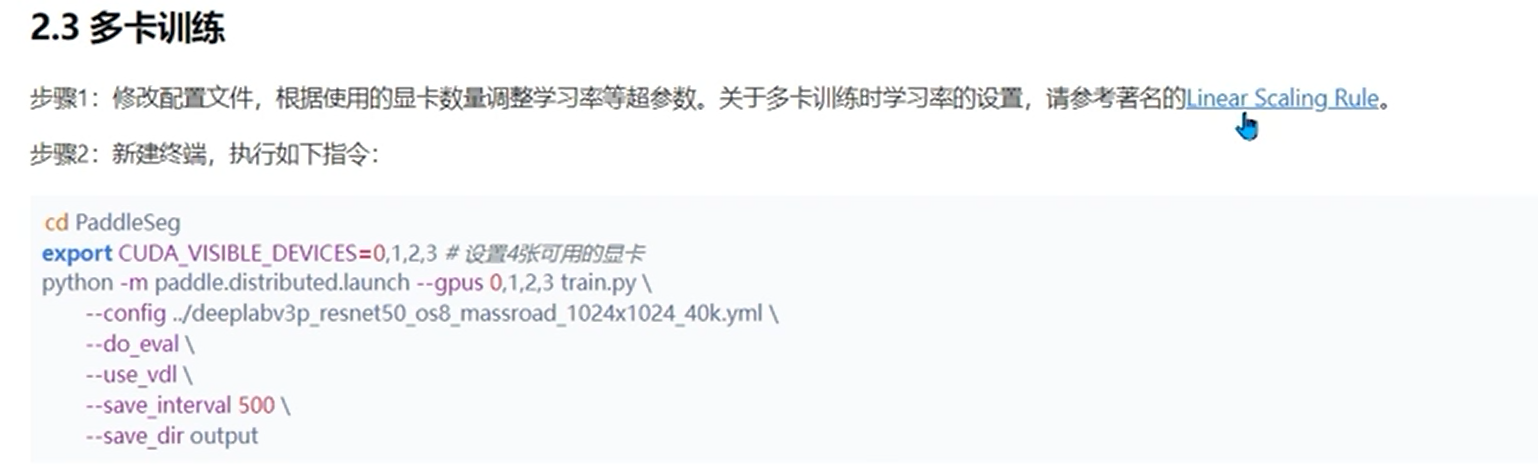 2.3 多卡训练
步骤1：修改配置文件，根据使用的显卡数量调整学习率等超参数。关于多卡训练时学习率的设置，请参考著名的Linear Scaling Rule。
步骤2：新建终端，执行如下指令：
cd PaddleSeg
export CUDA_VISIBLE_DEVICES=0,1,2,3 # 设置4张可用的显卡
python -m paddle.distributed.launch --gpus 0,1,2,3 train.py \
--config ../deeplabv3p_resnet50_os8_massroad_1024x1024_40k.yml \
--do_eval \
--use_vdl \
--save_interval 500 \
--save_dir output